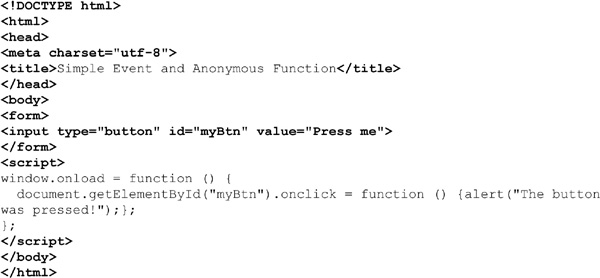 <!DOCTYPE html>
<html>
<head>
<meta charset="utf-8">
<title>Simple Event and Anonymous Function</title>
</head>
<body>
<form>
<input type="button" id="myBtn" value="Press me">
</form>
<script>
window.onload = function () {
  document.getElementById("myBtn").onclick = function () {alert("The button
was pressed!");};
};
</script>
</body>
</html>